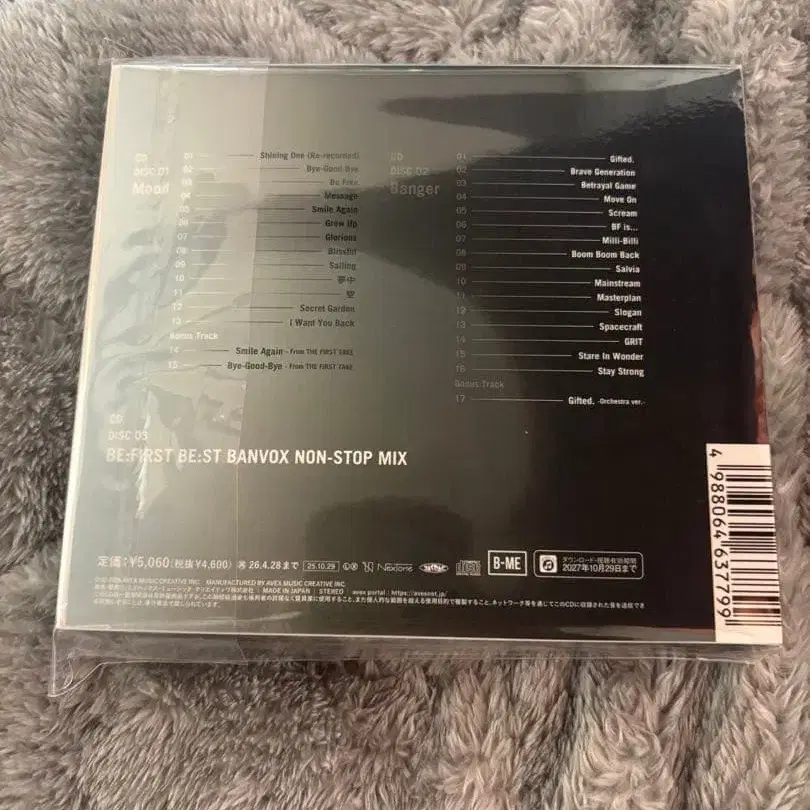 CD
DISC 01
Mood
01 Shining One (Re-recorded)
02 Bye-Good-Bye
03 Be Free
04 Message
05 Smile Again
06 Grow Up
07 Glorious
08 Blissful
09 Sailing
10 夢中
11 空
12 Secret Garden
13 I Want You Back
Bonus Track
14 Smile Again - From THE FIRST TAKE
15 Bye-Good-Bye - From THE FIRST TAKE
CD
DISC 02
Banger
01 Gifted.
02 Brave Generation
03 Betrayal Game
04 Move On
05 Scream
06 BF is...
07 Milli-Billi
08 Boom Boom Back
09 Salvia
10 Mainstream
11 Masterplan
12 Slogan
13 Spacecraft
14 GRIT
15 Stare In Wonder
16 Stay Strong
Bonus Track
17 Gifted. -Orchestra ver.-
CD
DISC 03
BE:FIRST BE:ST BANVOX NON-STOP MIX
定価:¥5,060(税抜¥4,600) 再 26.4.28まで 25.10.29 NexTone B-ME
ダウンロード・視聴有効期間
2027年10月29日まで
AVEX MUSIC CREATIVE INC. MANUFACTURED BY AVEX MUSIC CREATIVE INC.
MADE IN JAPAN STEREO avex portal : https://avexnet.jp/
4 988064 637799